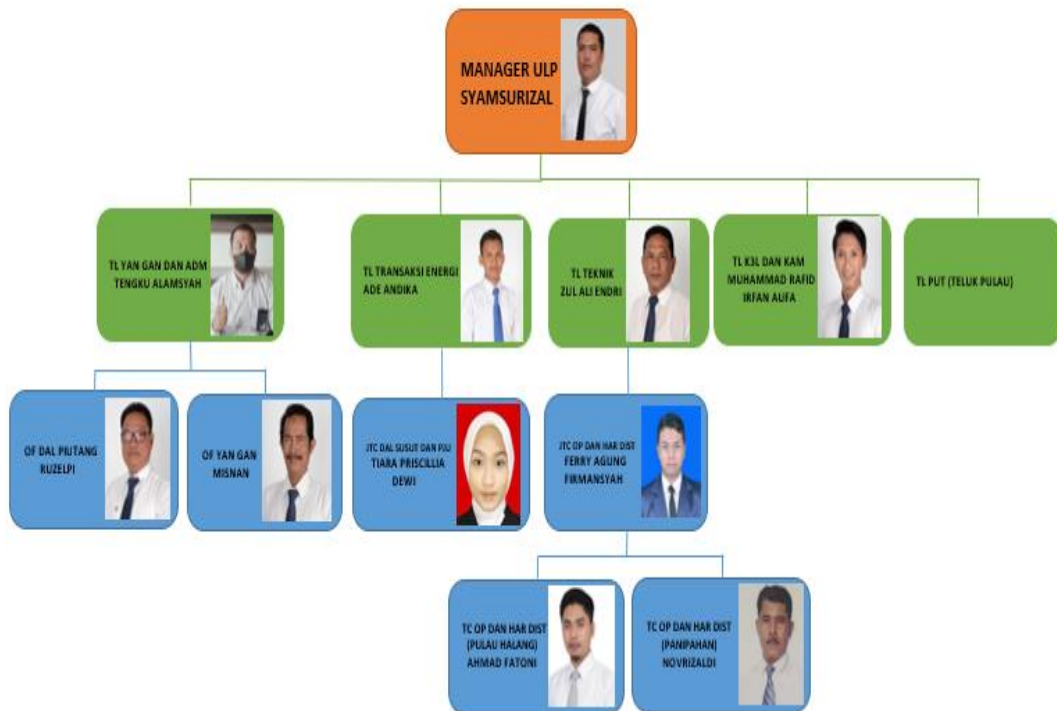 MANAGER ULP
SYAMSURIZAL
TL YAN GAN DAN ADM
TENGKU ALAMSYAH
TL TRANSAKSI ENERGI
ADE ANDIKA
TL TEKNIK
ZUL ALI ENDRI
TL K3L DAN KAM
MUHAMMAD RAFID
IRFAN AUFA
TL PUT (TELUK PULAU)
OF DAL PIUTANG
RUZELPI
OF YAN GAN
MISNAN
JTC DAL SUSUT DAN PJU
TIARA PRISCILLIA
DEWI
JTC OP DAN HAR DIST
FERRY AGUNG
FIRMANSYAH
TC OP DAN HAR DIST
(PULAU HALANG)
AHMAD FATONI
TC OP DAN HAR DIST
(PANIPAHAN)
NOVRIZALDI